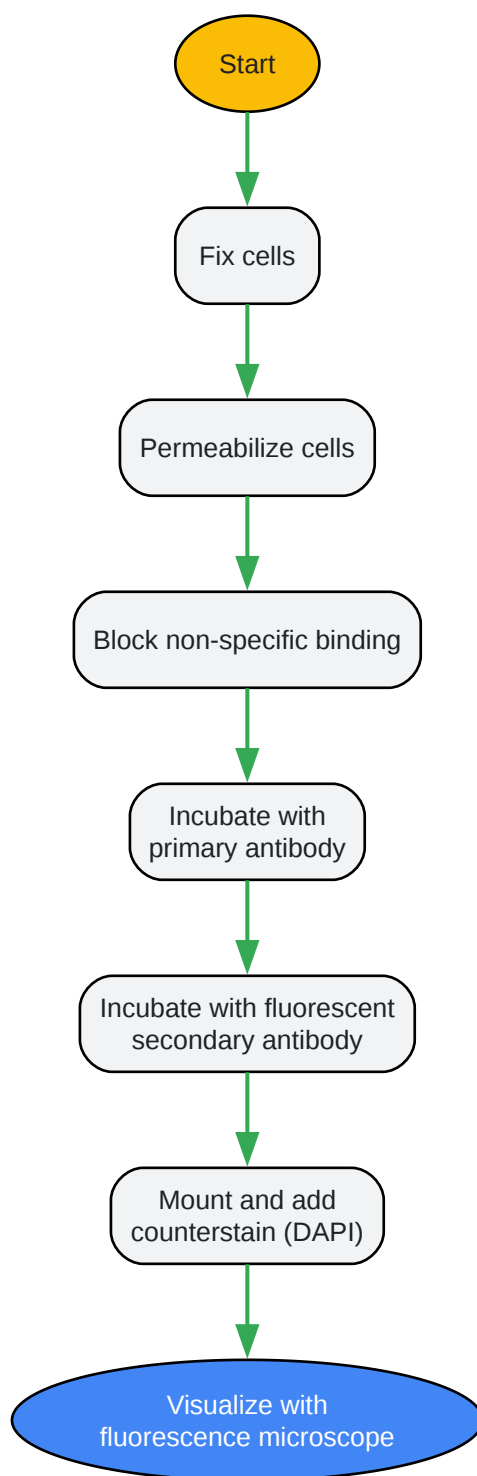 Start
Fix cells
Permeabilize cells
Block non-specific binding
Incubate with
primary antibody
Incubate with fluorescent
secondary antibody
Mount and add
counterstain (DAPI)
Visualize with
fluorescence microscope